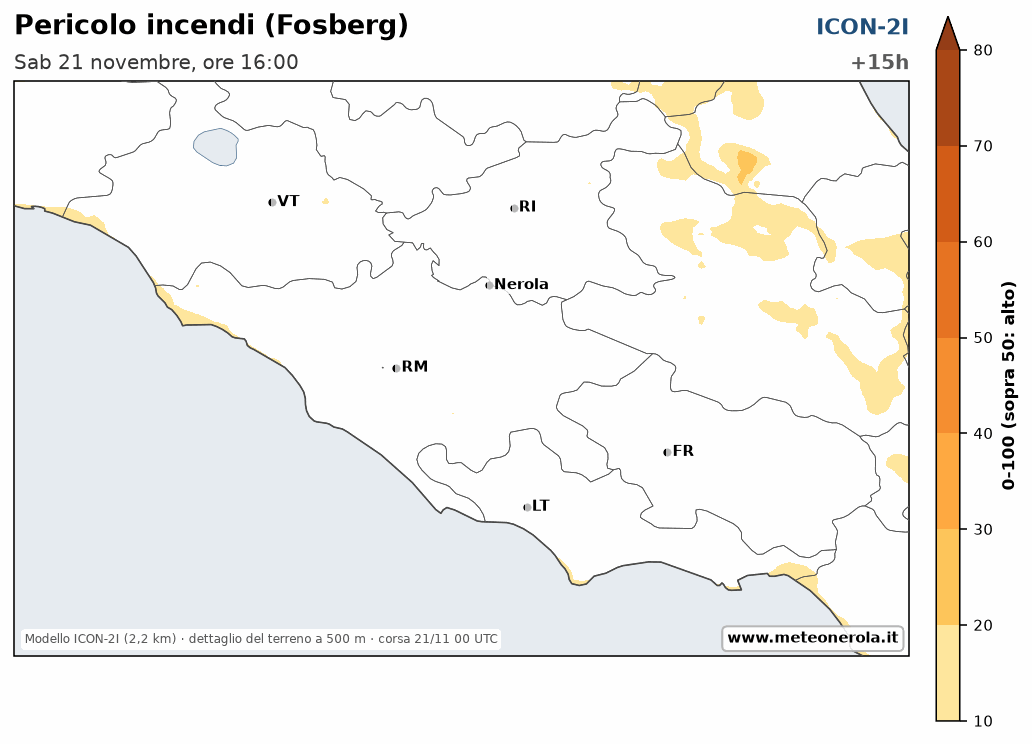 Pericolo incendi (Fosberg)
ICON-2I
Sab 21 novembre, ore 16:00
+15h
VT
RI
Nerola
RM
FR
LT
Modello ICON-2I (2,2 km) · dettaglio del terreno a 500 m · corsa 21/11 00 UTC
www.meteonerola.it
80
70
60
50
40
30
20
10
0-100 (sopra 50: alto)